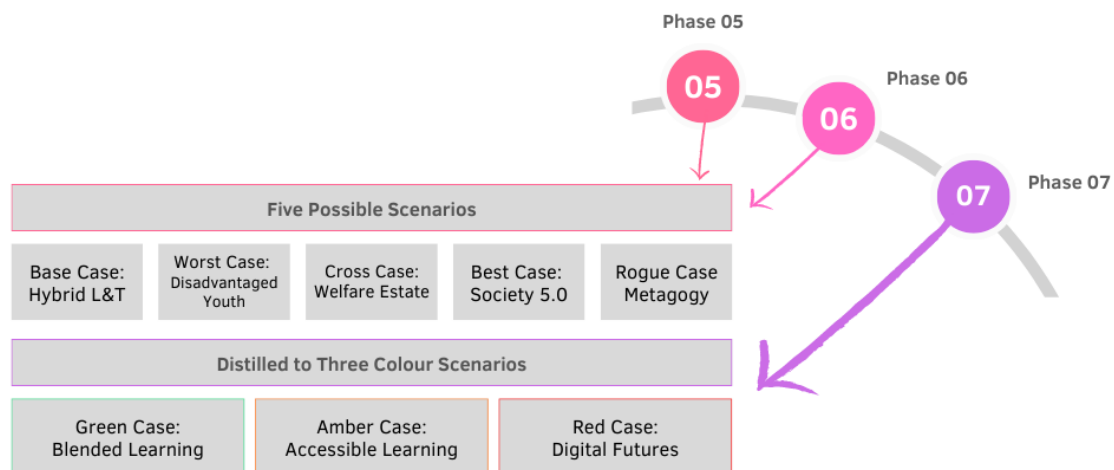 Phase 05
05
Phase 06
06
Phase 07
07
Five Possible Scenarios
Base Case:
Hybrid L&T
Worst Case:
Disadvantaged
Youth
Cross Case:
Welfare Estate
Best Case:
Society 5.0
Rogue Case
Metagogy
Distilled to Three Colour Scenarios
Green Case:
Blended Learning
Amber Case:
Accessible Learning
Red Case:
Digital Futures